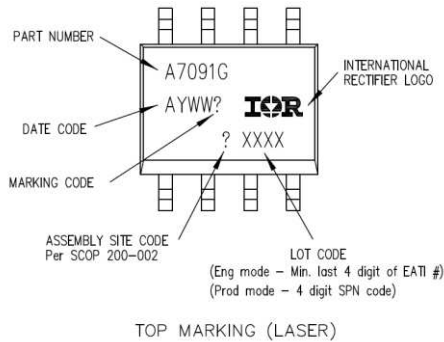 PART NUMBER
A7091G
INTERNATIONAL
RECTIFIER LOGO
AYWW?
IOR
DATE CODE
MARKING CODE
? XXXX
ASSEMBLY SITE CODE
Per SCOP 200-002
LOT CODE
(Eng mode – Min. last 4 digit of EATI #)
(Prod mode – 4 digit SPN code)
TOP MARKING (LASER)